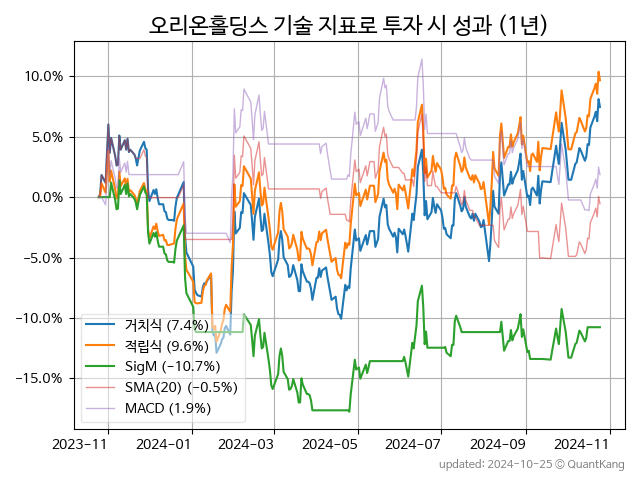 오리온홀딩스 기술 지표로 투자 시 성과 (1년)
10.0%
5.0%
0.0%
−5.0%
−10.0%
−15.0%
거치식 (7.4%)
적립식 (9.6%)
SigM (−10.7%)
SMA(20) (−0.5%)
MACD (1.9%)
2023-11
2024-01
2024-03
2024-05
2024-07
2024-09
2024-11
updated: 2024-10-25 © QuantKang